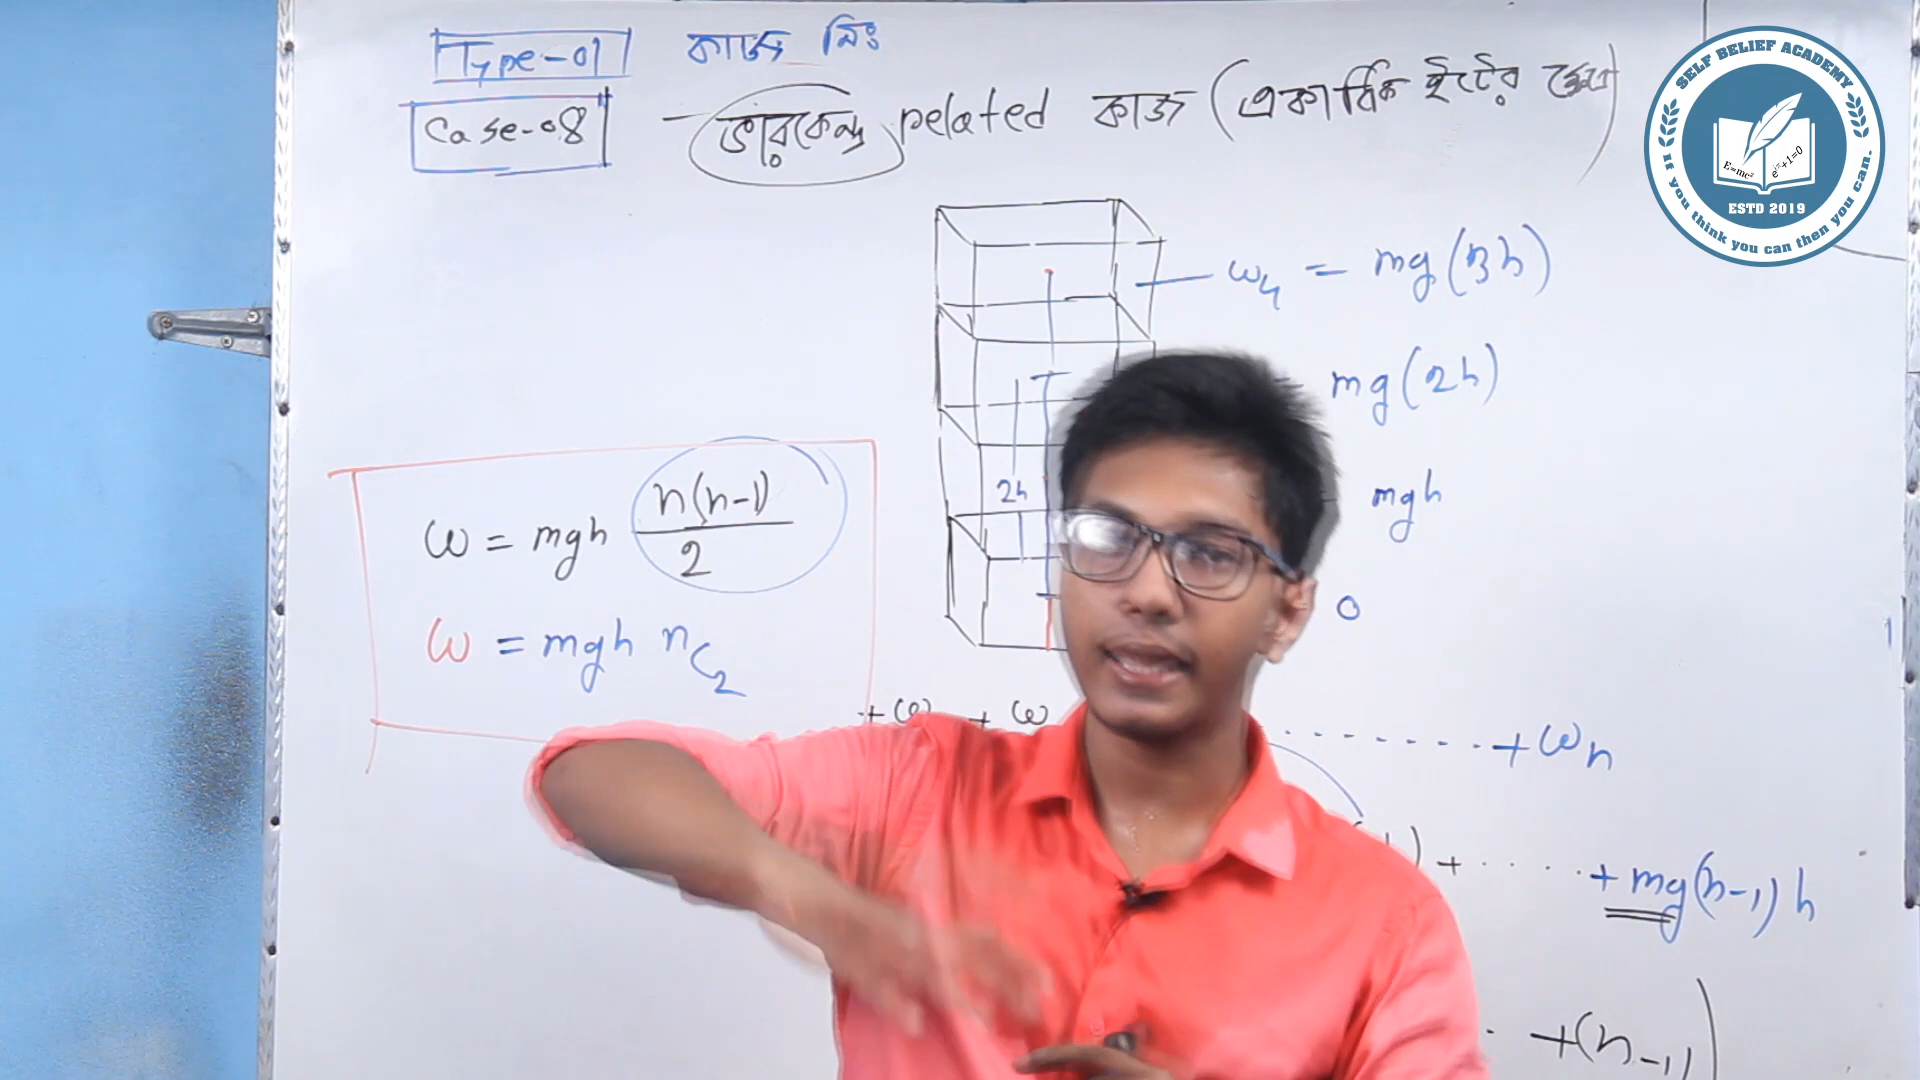 Type-01 কাজ নিঃ
Case-08 - ভারকেন্দ্র related কাজ (একাধিক ইটের
SELF BELIEF ACADEMY
E=mc²
ESTD 2019
If you think you can then you can.
ω₄ = mg(3h)
= mg(2h)
mgh
0
2h
ω = mgh n(n-1)/2
ω = mgh nC₂
+ ω + ω ........ + ωn
) + ..... + mg(n-1)h
+(n-1)